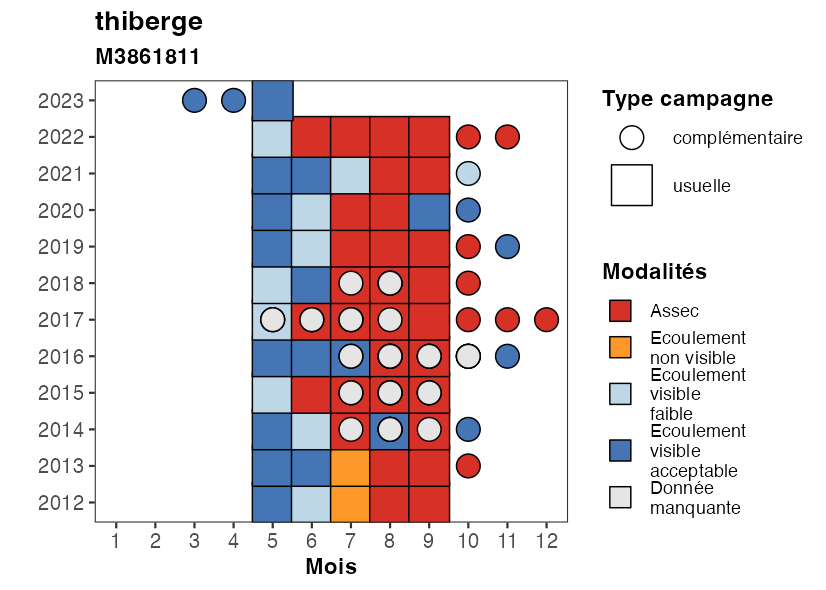 thiberge
M3861811
2023
2022
2021
2020
2019
2018
2017
2016
2015
2014
2013
2012
1 2 3 4 5 6 7 8 9 10 11 12
Mois
Type campagne
complémentaire
usuelle
Modalités
Assec
Ecoulement
non visible
Ecoulement
visible
faible
Ecoulement
visible
acceptable
Donnée
manquante